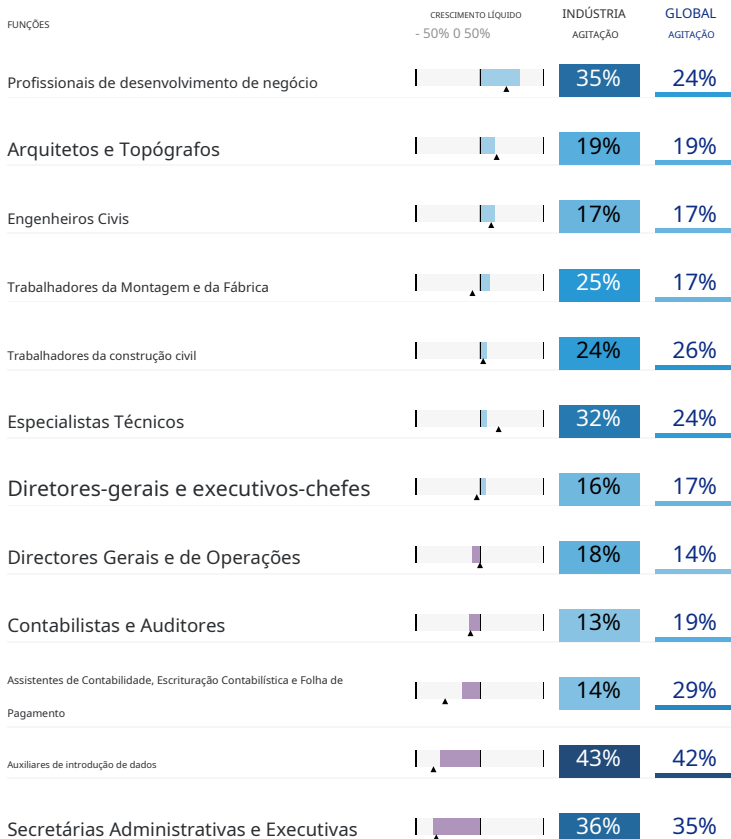 FUNÇÕES CRESCIMENTO LÍQUIDO INDÚSTRIA GLOBAL
- 50% 0 50% AGITAÇÃO AGITAÇÃO
Profissionais de desenvolvimento de negócio 35% 24%
Arquitetos e Topógrafos 19% 19%
Engenheiros Civis 17% 17%
Trabalhadores da Montagem e da Fábrica 25% 17%
Trabalhadores da construção civil 24% 26%
Especialistas Técnicos 32% 24%
Diretores-gerais e executivos-chefes 16% 17%
Directores Gerais e de Operações 18% 14%
Contabilistas e Auditores 13% 19%
Assistentes de Contabilidade, Escrituração Contabilística e Folha de
Pagamento 14% 29%
Auxiliares de introdução de dados 43% 42%
Secretárias Administrativas e Executivas 36% 35%